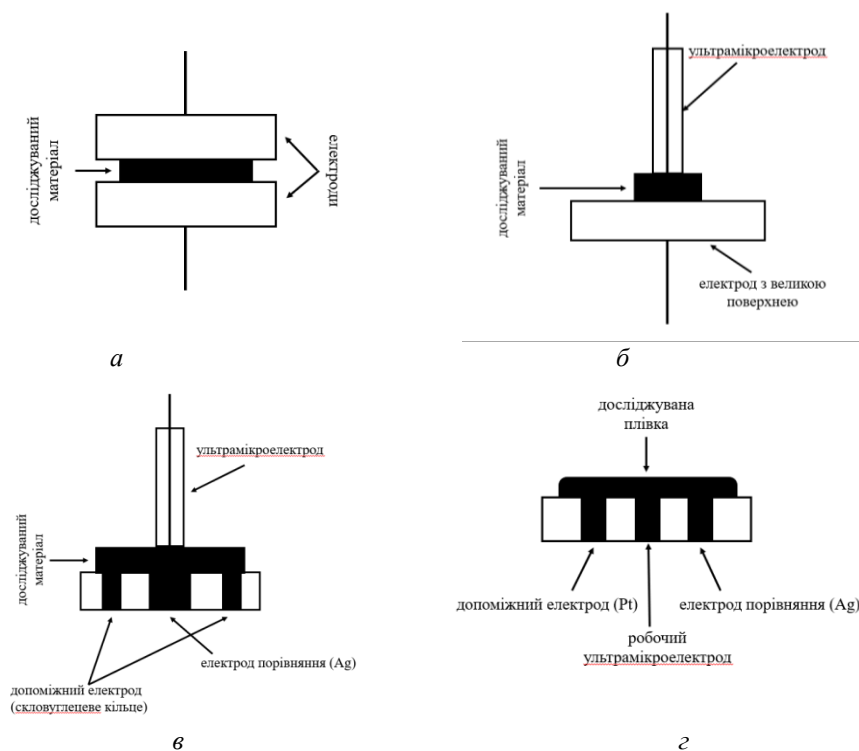 досліджуваний
матеріал
електроди
а
ультрамікроелектрод
досліджуваний
матеріал
електрод з великою
поверхнею
б
ультрамікроелектрод
досліджуваний
матеріал
електрод порівняння (Ag)
допоміжний електрод
(скловуглецеве кільце)
в
досліджувана
плівка
допоміжний електрод (Pt)
електрод порівняння (Ag)
робочий
ультрамікроелектрод
г